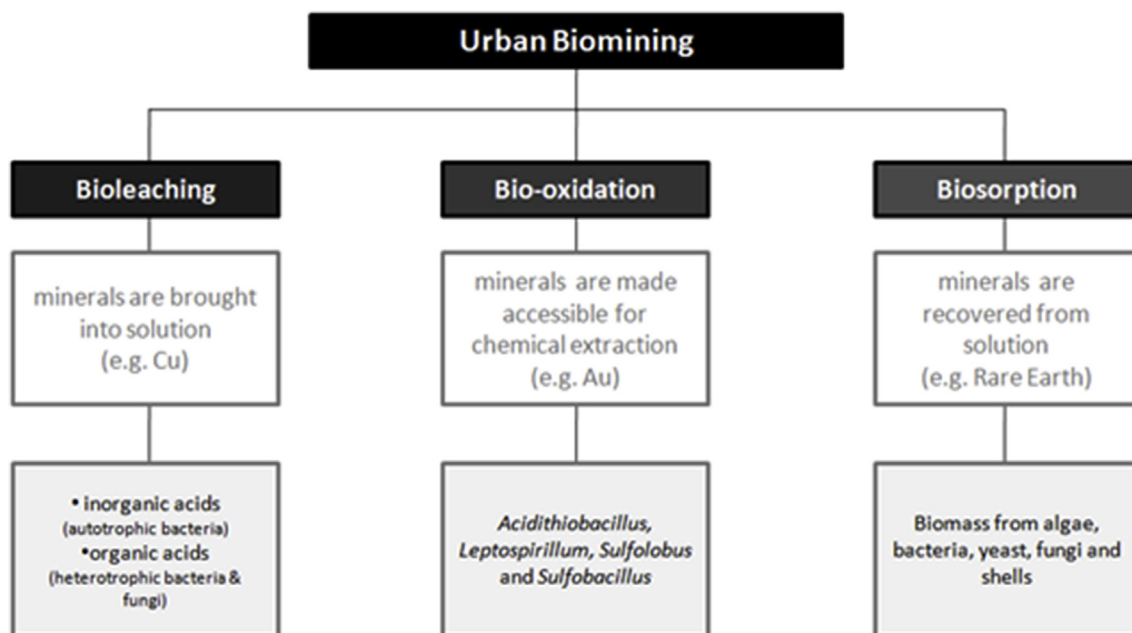 Urban Biomining
Bioleaching
Bio-oxidation
Biosorption
minerals are brought
into solution
(e.g. Cu)
minerals are made
accessible for
chemical extraction
(e.g. Au)
minerals are
recovered from
solution
(e.g. Rare Earth)
• inorganic acids
(autotrophic bacteria)
•organic acids
(heterotrophic bacteria &
fungi)
Acidithiobacillus,
Leptospirillum, Sulfolobus
and Sulfobacillus
Biomass from algae,
bacteria, yeast, fungi and
shells